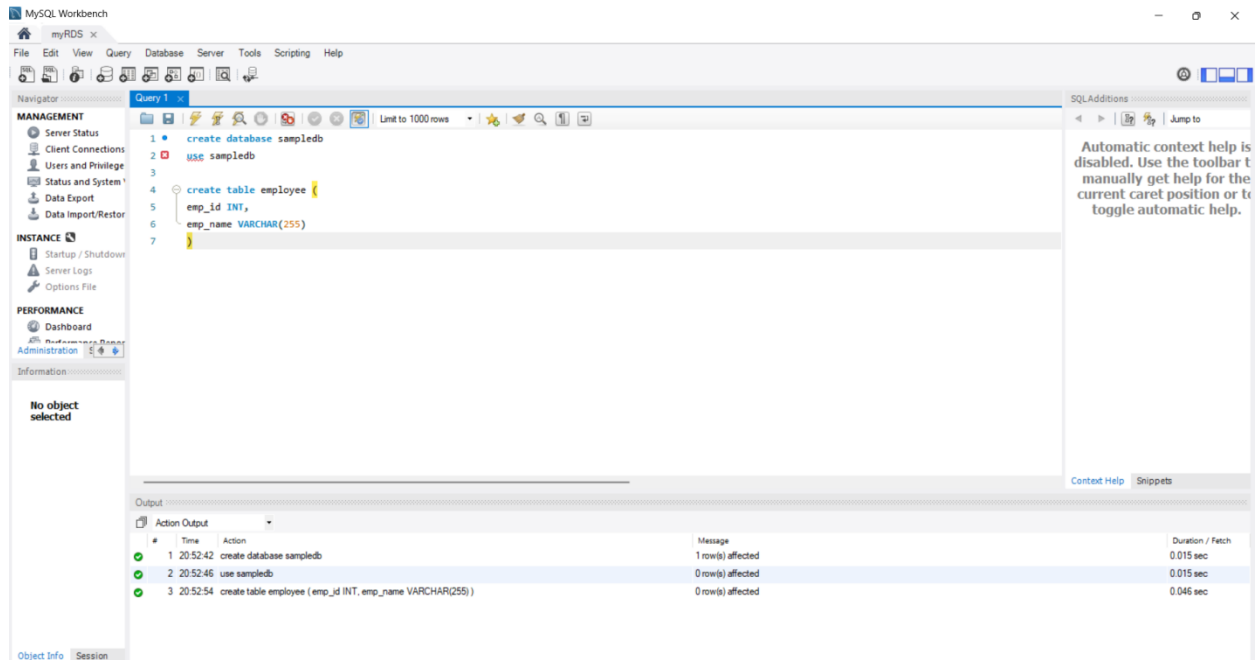 MySQL Workbench
myRDS
File Edit View Query Database Server Tools Scripting Help
Navigator
MANAGEMENT
Server Status
Client Connections
Users and Privilege
Status and System
Data Export
Data Import/Restor
INSTANCE
Startup / Shutdown
Server Logs
Options File
PERFORMANCE
Dashboard
Administration
Information
No object
selected
Object Info Session
Query 1
Limit to 1000 rows
1 create database sampledb
2 use sampledb
3
4 create table employee (
5 emp_id INT,
6 emp_name VARCHAR(255)
7 )
SQLAdditions
Jump to
Automatic context help is
disabled. Use the toolbar t
manually get help for the
current caret position or to
toggle automatic help.
Context Help Snippets
Output
Action Output
# Time Action Message Duration / Fetch
1 20:52:42 create database sampledb 1 row(s) affected 0.015 sec
2 20:52:46 use sampledb 0 row(s) affected 0.015 sec
3 20:52:54 create table employee ( emp_id INT, emp_name VARCHAR(255) ) 0 row(s) affected 0.046 sec